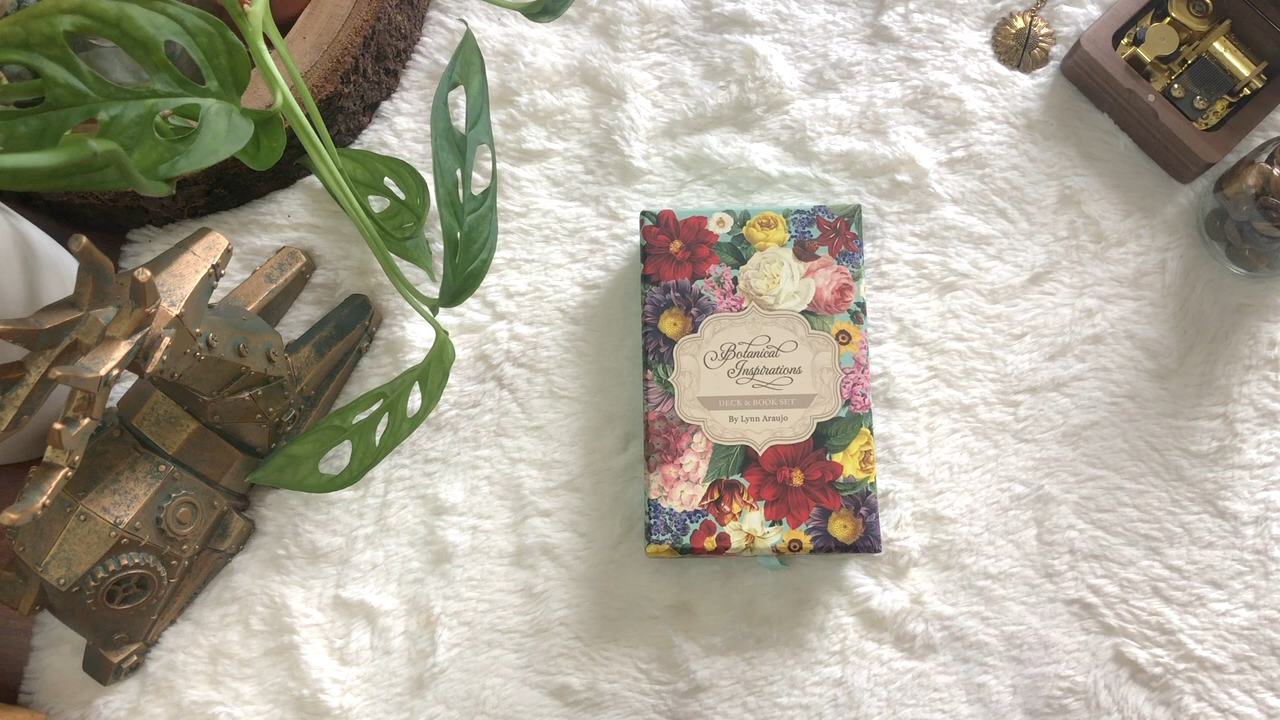 Botanical
Inspirations
DECK & BOOK SET
By Lynn Araujo